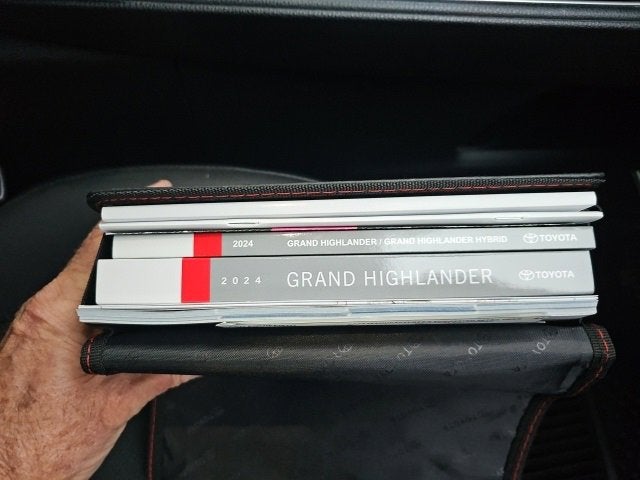 2024 GRAND HIGHLANDER / GRAND HIGHLANDER HYBRID TOYOTA
2024 GRAND HIGHLANDER TOYOTA